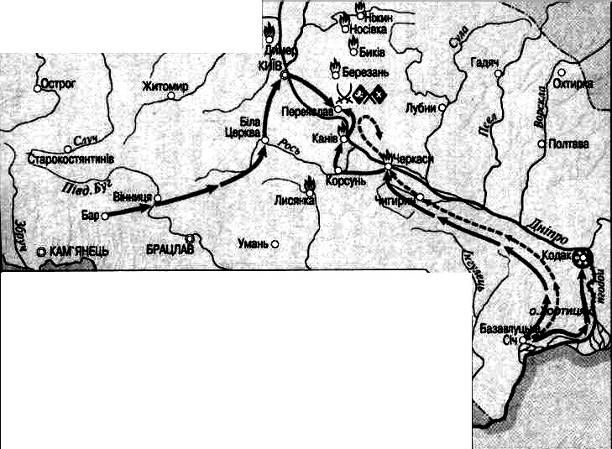 Ніжин
Носівка
Димер
Биків
КИЇВ
Березань
Гадяч
Сула
Острог
Житомир
Охтирка
Переяслав
Лубни
Псел
Ворскла
Біла
Церква
Канів
Случ
Рось
Полтава
Старокостянтинів
Черкаси
Півд. Буг
Корсунь
Вінниця
Лисянка
Чигирин
Бар
Дніпро
Збруч
КАМ'ЯНЕЦЬ
БРАЦЛАВ
Умань
Кодак
Інгулець
пороги
о.Хортиця
Базавлуцька
Січ